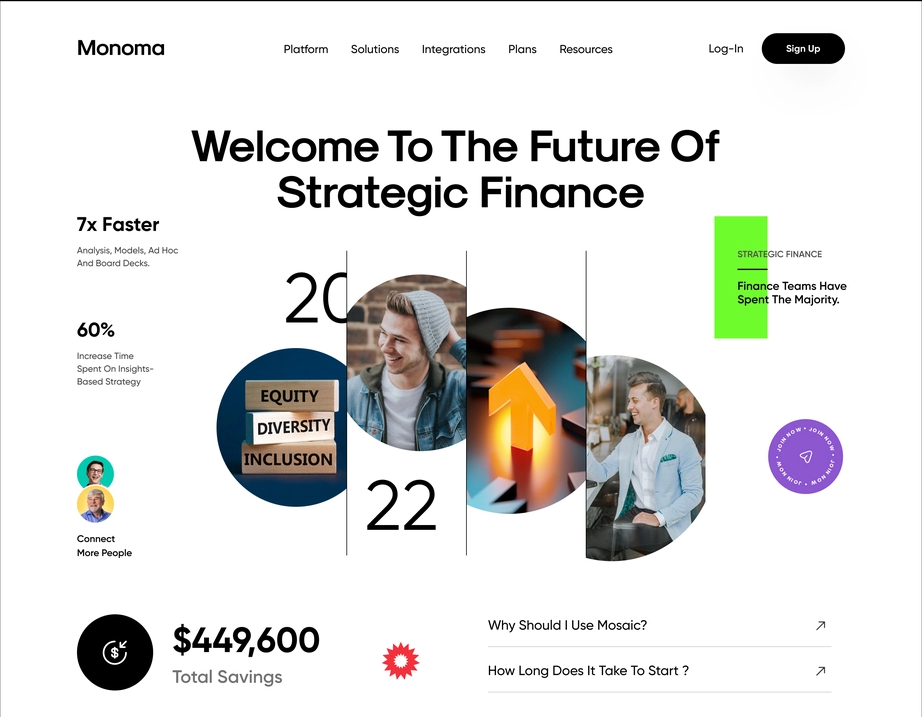 Monoma
Platform
Solutions
Integrations
Plans
Resources
Log-In
Sign Up
Welcome To The Future Of
Strategic Finance
7x Faster
Analysis, Models, Ad Hoc
And Board Decks.
60%
Increase Time
Spent On Insights-
Based Strategy
Connect
More People
20
EQUITY
DIVERSITY
INCLUSION
22
STRATEGIC FINANCE
Finance Teams Have
Spent The Majority.
JOIN NOW • JOIN NOW • JOIN NOW • JOIN NOW •
$
$449,600
Total Savings
Why Should I Use Mosaic?
How Long Does It Take To Start ?